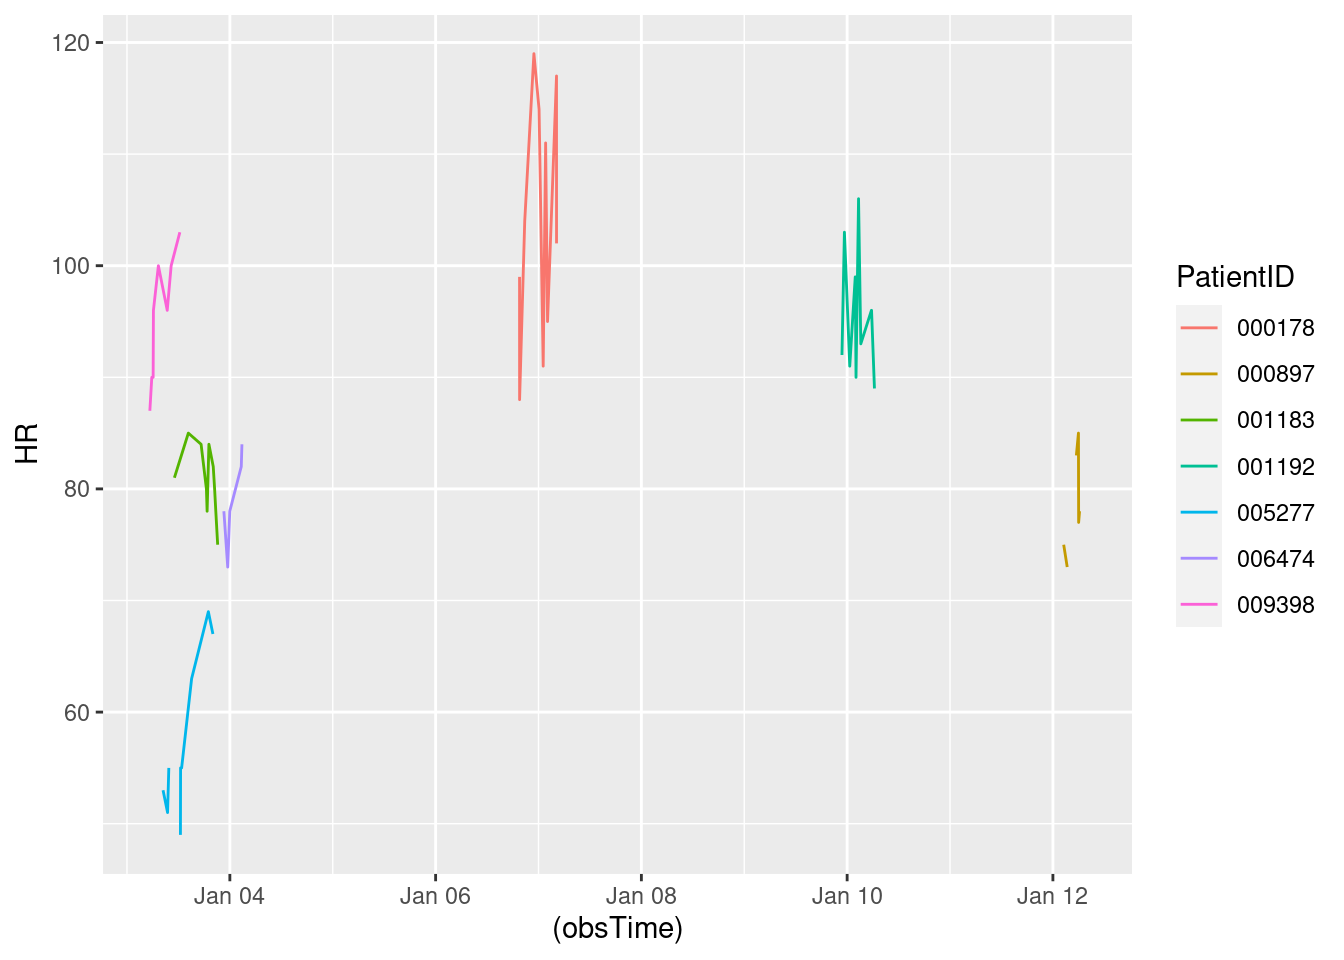 120
100
80
60
HR
Jan 04
Jan 06
Jan 08
Jan 10
Jan 12
(obsTime)
PatientID
000178
000897
001183
001192
005277
006474
009398